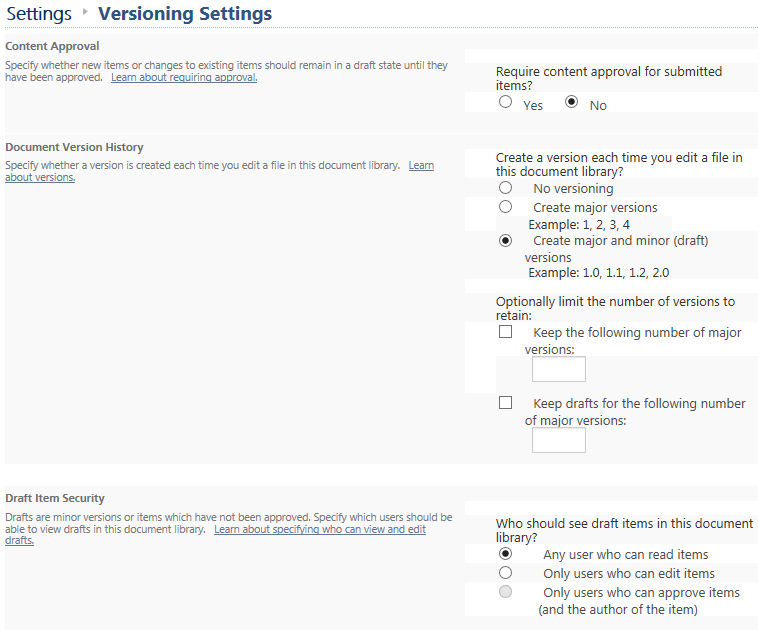 Settings ▸ Versioning Settings
Content Approval
Specify whether new items or changes to existing items should remain in a draft state until they
have been approved. Learn about requiring approval.
Require content approval for submitted
items?
Yes No
Document Version History
Specify whether a version is created each time you edit a file in this document library. Learn
about versions.
Create a version each time you edit a file in
this document library?
No versioning
Create major versions
Example: 1, 2, 3, 4
Create major and minor (draft)
versions
Example: 1.0, 1.1, 1.2, 2.0
Optionally limit the number of versions to
retain:
Keep the following number of major
versions:
Keep drafts for the following number
of major versions:
Draft Item Security
Drafts are minor versions or items which have not been approved. Specify which users should be
able to view drafts in this document library. Learn about specifying who can view and edit
drafts.
Who should see draft items in this document
library?
Any user who can read items
Only users who can edit items
Only users who can approve items
(and the author of the item)